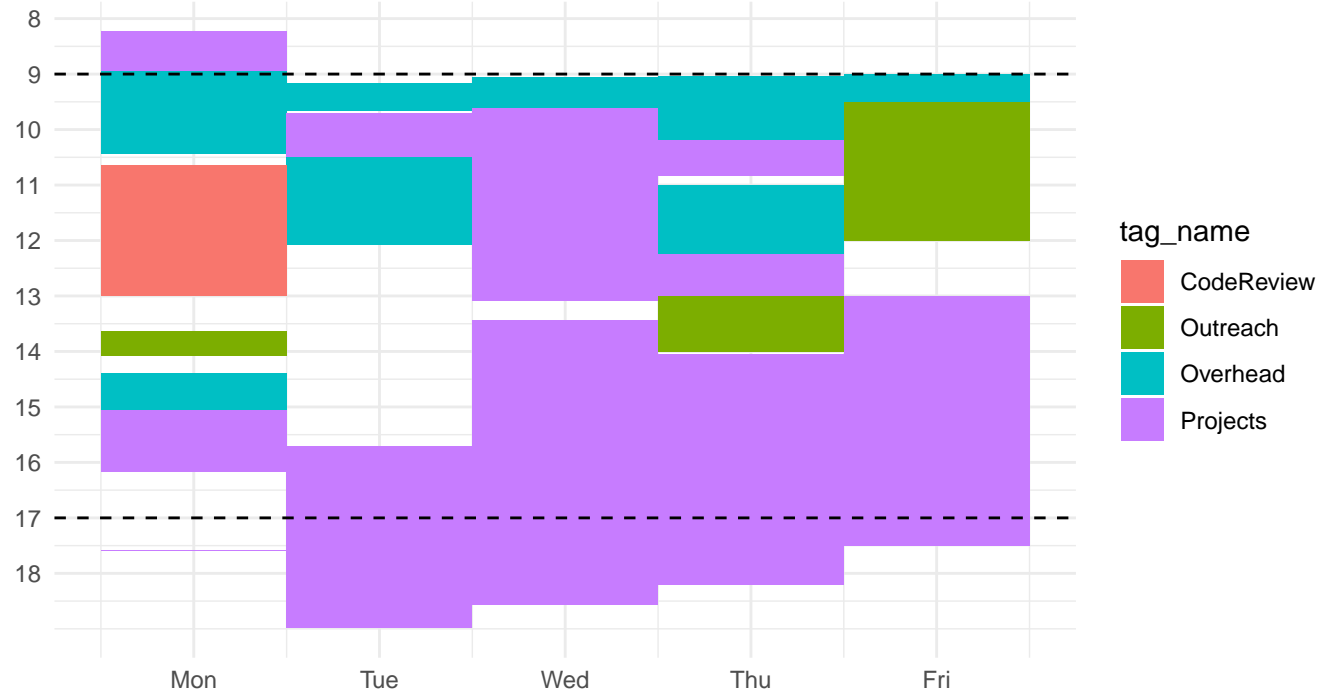 8
9
10
11
12
13
14
15
16
17
18
Mon Tue Wed Thu Fri
tag_name
CodeReview
Outreach
Overhead
Projects